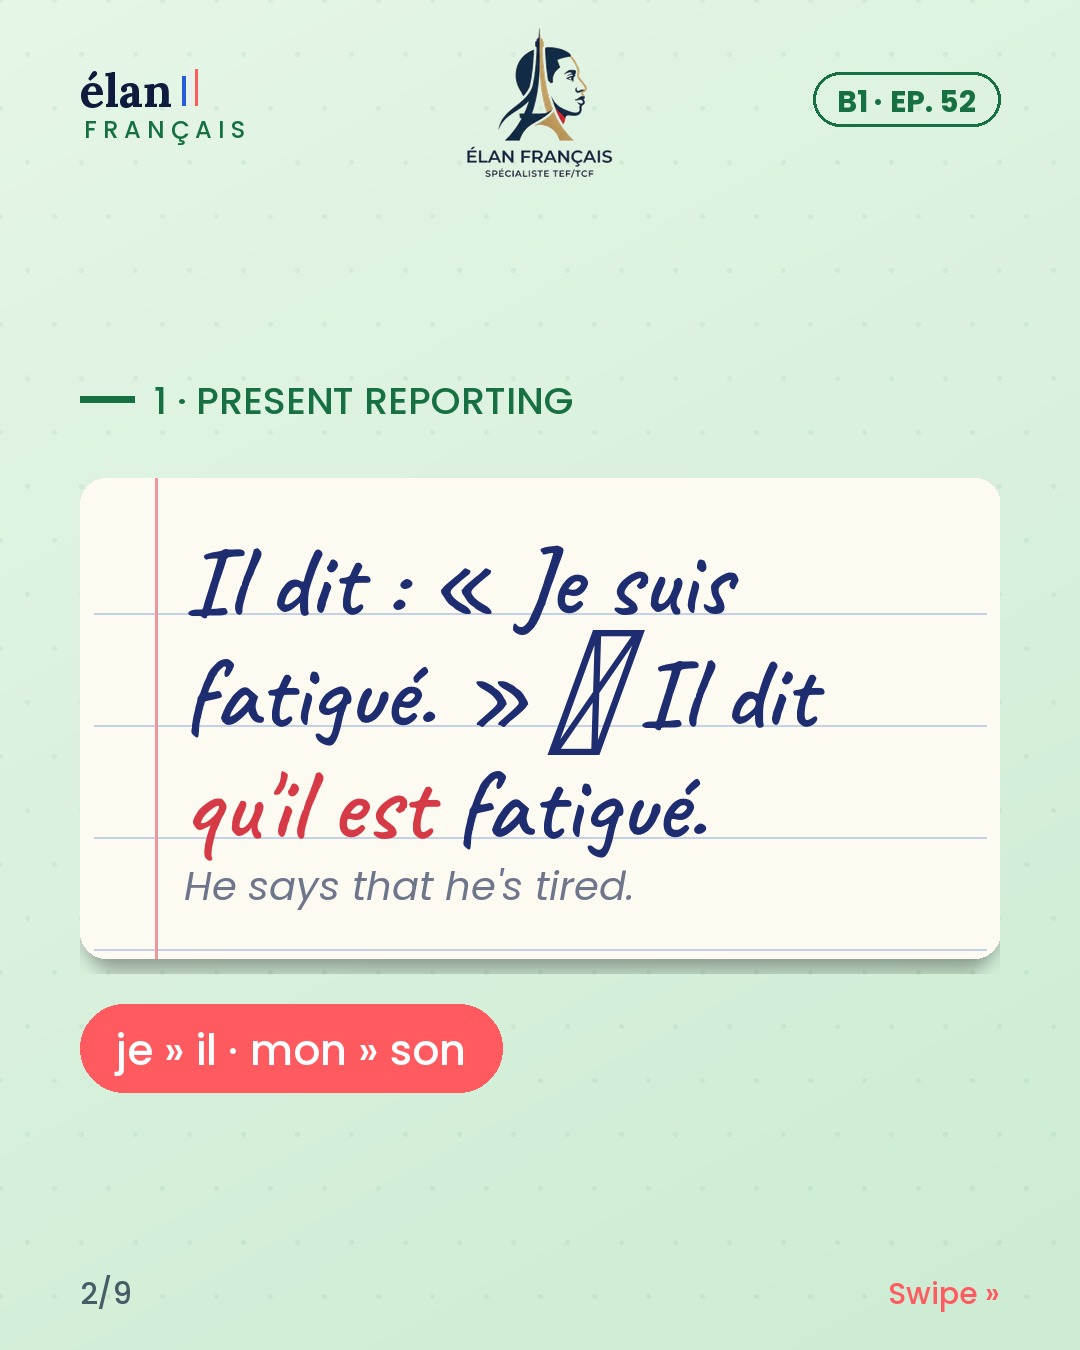 élan
FRANÇAIS
ÉLAN FRANÇAIS
SPÉCIALISTE TEF/TCF
B1 · EP. 52
1 · PRESENT REPORTING
Il dit : « Je suis
fatigué. » Il dit
qu'il est fatigué.
He says that he's tired.
je » il · mon » son
2/9
Swipe »